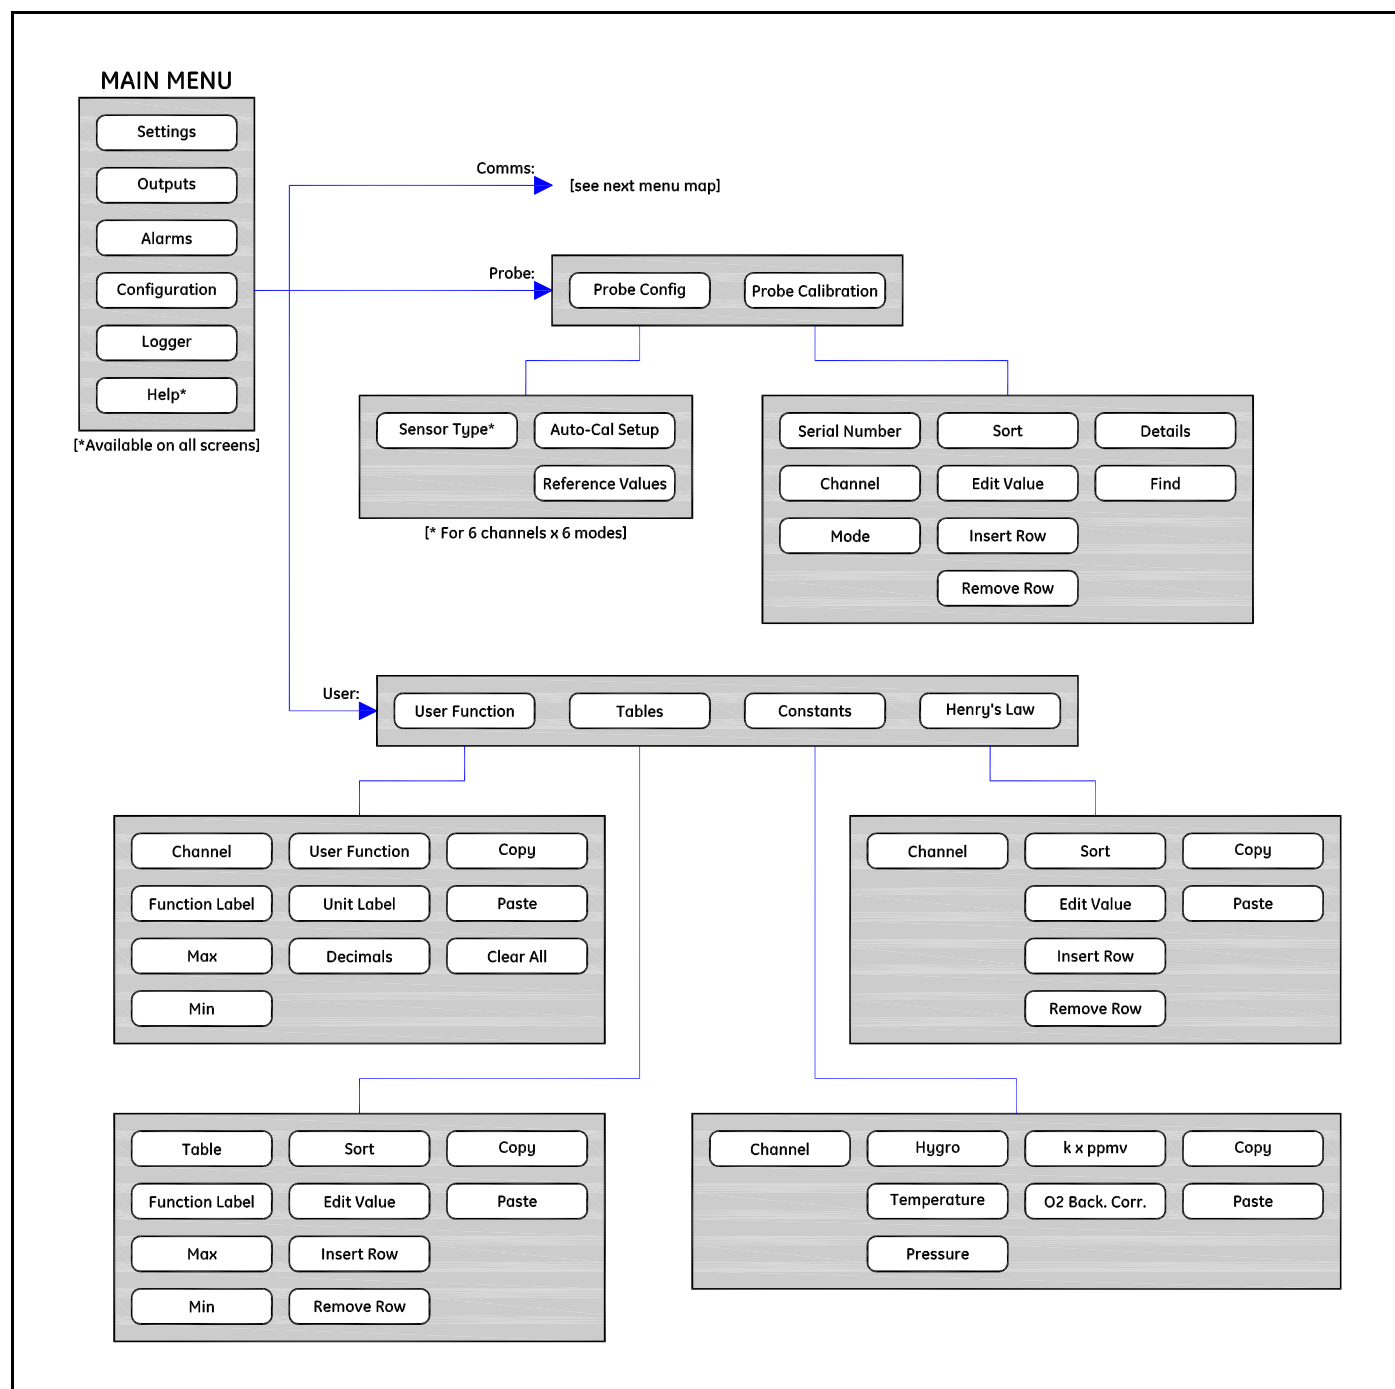 MAIN MENU
Settings
Outputs
Alarms
Configuration
Logger
Help*
[*Available on all screens]
Comms:
[see next menu map]
Probe:
Probe Config
Probe Calibration
Sensor Type*
Auto-Cal Setup
Reference Values
[* For 6 channels x 6 modes]
Serial Number
Sort
Details
Channel
Edit Value
Find
Mode
Insert Row
Remove Row
User:
User Function
Tables
Constants
Henry's Law
Channel
User Function
Copy
Function Label
Unit Label
Paste
Max
Decimals
Clear All
Min
Channel
Sort
Copy
Edit Value
Paste
Insert Row
Remove Row
Table
Sort
Copy
Function Label
Edit Value
Paste
Max
Insert Row
Min
Remove Row
Channel
Hygro
k x ppmv
Copy
Temperature
O2 Back. Corr.
Paste
Pressure